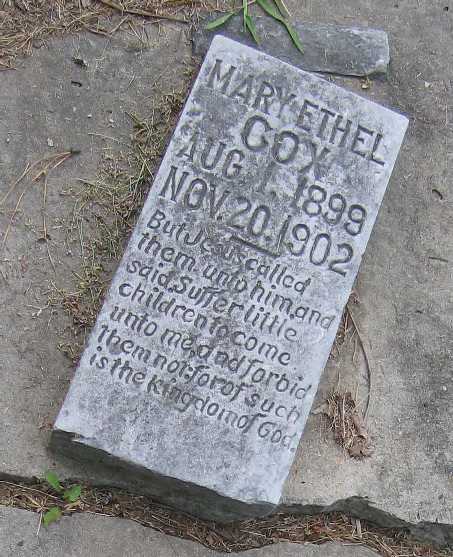 MARY ETHEL
COX
AUG 1, 1899
NOV. 20, 1902
But Jesus called
them unto him, and
said, Suffer little
children to come
unto me, and forbid
them not: for of such
is the kingdom of God.